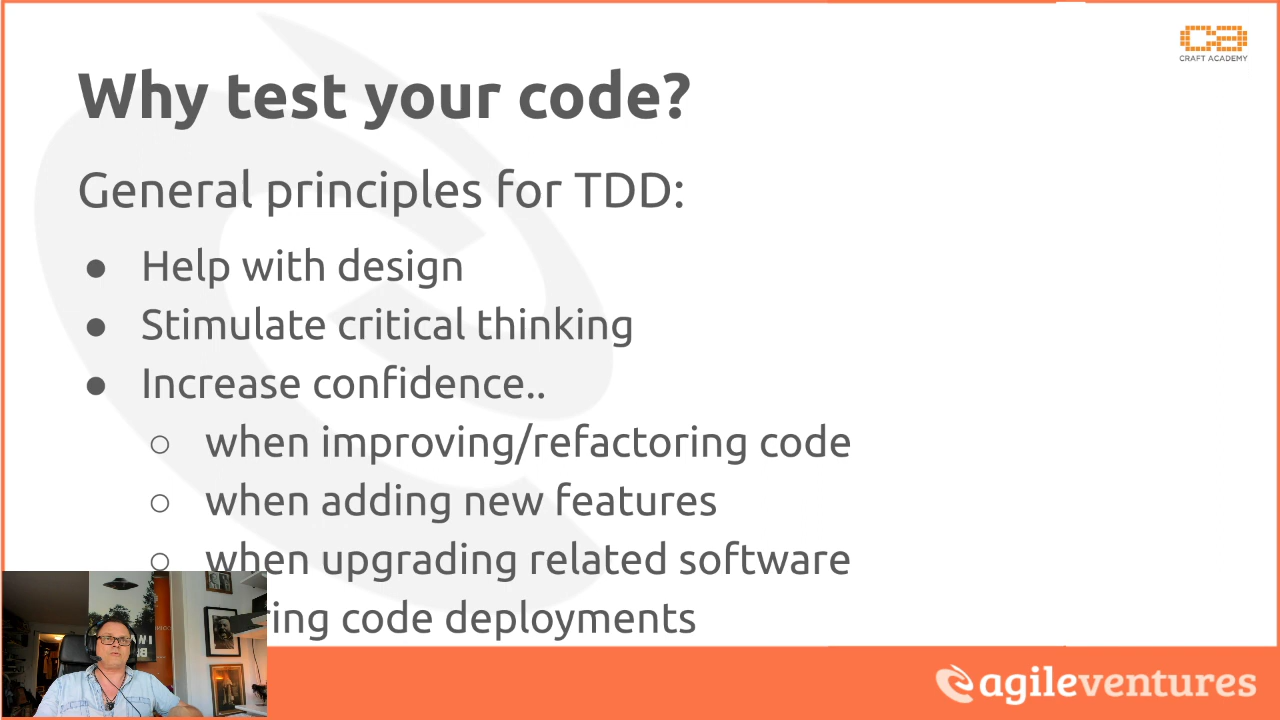 CRAFT ACADEMY
Why test your code?
General principles for TDD:
● Help with design
● Stimulate critical thinking
● Increase confidence..
○ when improving/refactoring code
○ when adding new features
○ when upgrading related software
ring code deployments
agileventures